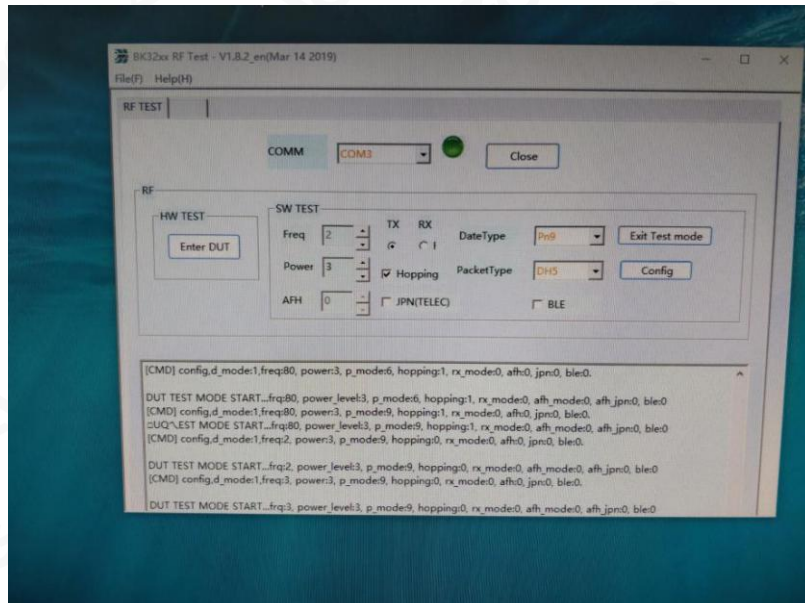 BK32xx RF Test - V1.8.2_en(Mar 14 2019)
File(F) Help(H)
RF TEST
COMM COM3 Close
RF
HW TEST
Enter DUT
SW TEST
Freq 2 TX RX DateType Pn9 Exit Test mode
Power 3 Hopping PacketType DH5 Config
AFH 0 JPN(TELEC) BLE
[CMD] config,d_mode:1,freq:80, power:3, p_mode:6, hopping:1, rx_mode:0, afh:0, jpn:0, ble:0.
DUT TEST MODE START...frq:80, power_level:3, p_mode:6, hopping:1, rx_mode:0, afh_mode:0, afh_jpn:0, ble:0
[CMD] config,d_mode:1,freq:80, power:3, p_mode:9, hopping:1, rx_mode:0, afh:0, jpn:0, ble:0.
EST MODE START...frq:80, power_level:3, p_mode:9, hopping:1, rx_mode:0, afh_mode:0, afh_jpn:0, ble:0
[CMD] config,d_mode:1,freq:2, power:3, p_mode:9, hopping:0, rx_mode:0, afh:0, jpn:0, ble:0.
DUT TEST MODE START...frq:2, power_level:3, p_mode:9, hopping:0, rx_mode:0, afh_mode:0, afh_jpn:0, ble:0
[CMD] config,d_mode:1,freq:3, power:3, p_mode:9, hopping:0, rx_mode:0, afh:0, jpn:0, ble:0.
DUT TEST MODE START...frq:3, power_level:3, p_mode:9, hopping:0, rx_mode:0, afh_mode:0, afh_jpn:0, ble:0